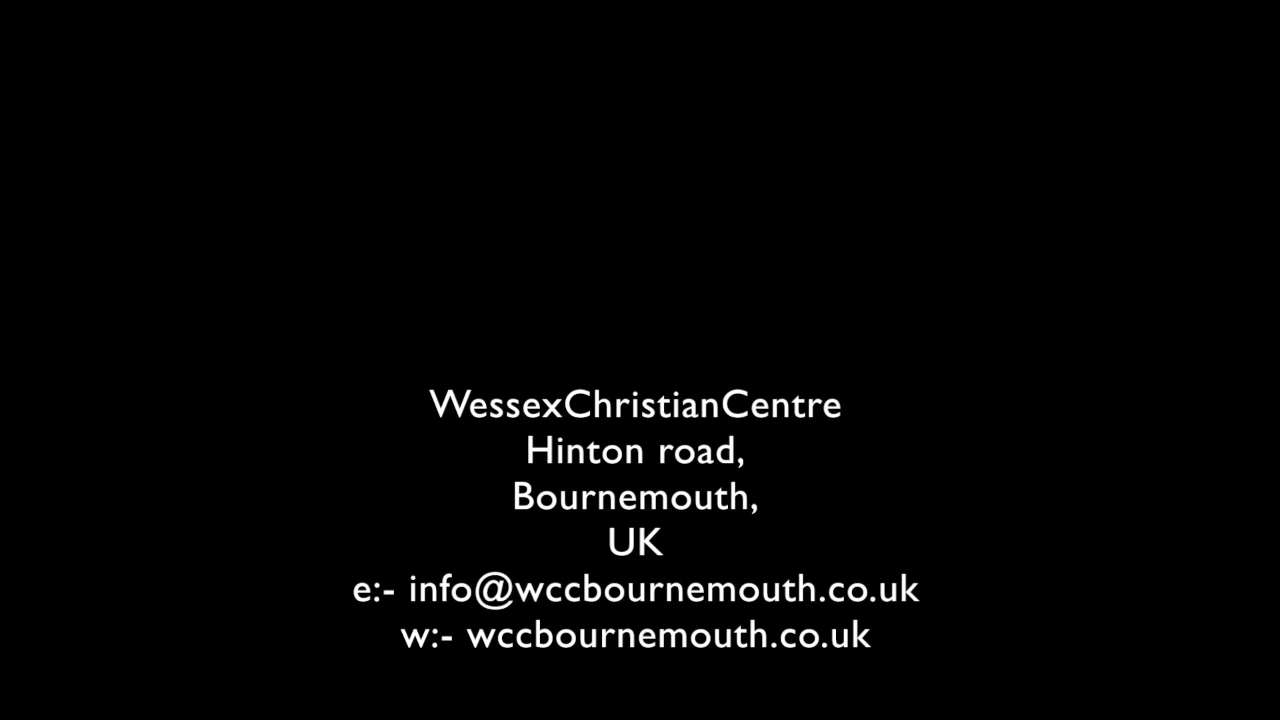 WessexChristianCentre
Hinton road,
Bournemouth,
UK
e:- info@wccbournemouth.co.uk
w:- wccbournemouth.co.uk